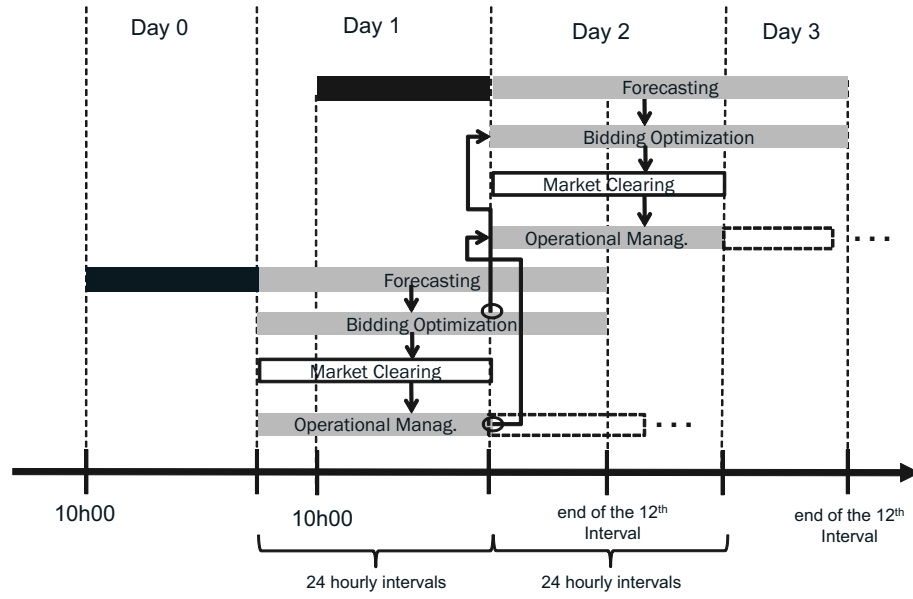 Day 0
Day 1
Day 2
Day 3
Forecasting
Bidding Optimization
Market Clearing
Operational Manag.
...
Forecasting
Bidding Optimization
Market Clearing
Operational Manag.
...
10h00
10h00
end of the 12th
Interval
end of the 12th
Interval
24 hourly intervals
24 hourly intervals